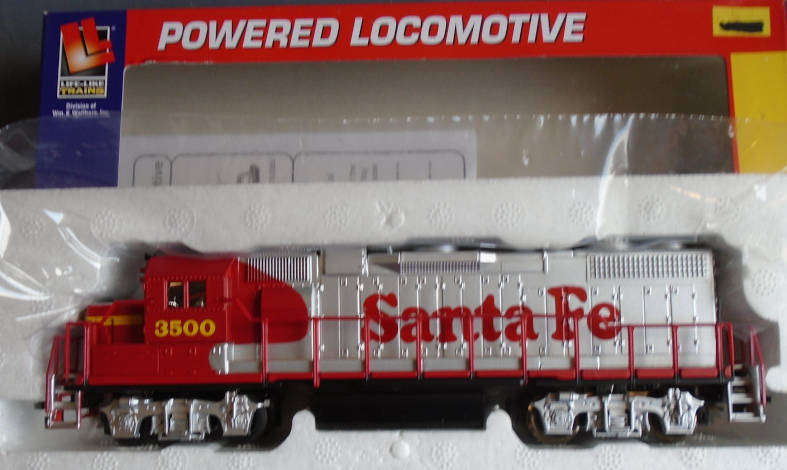 POWERED LOCOMOTIVE
LIFE-LIKE
TRAINS
Division of
Wm. K. Walthers, Inc.
3500
Santa Fe